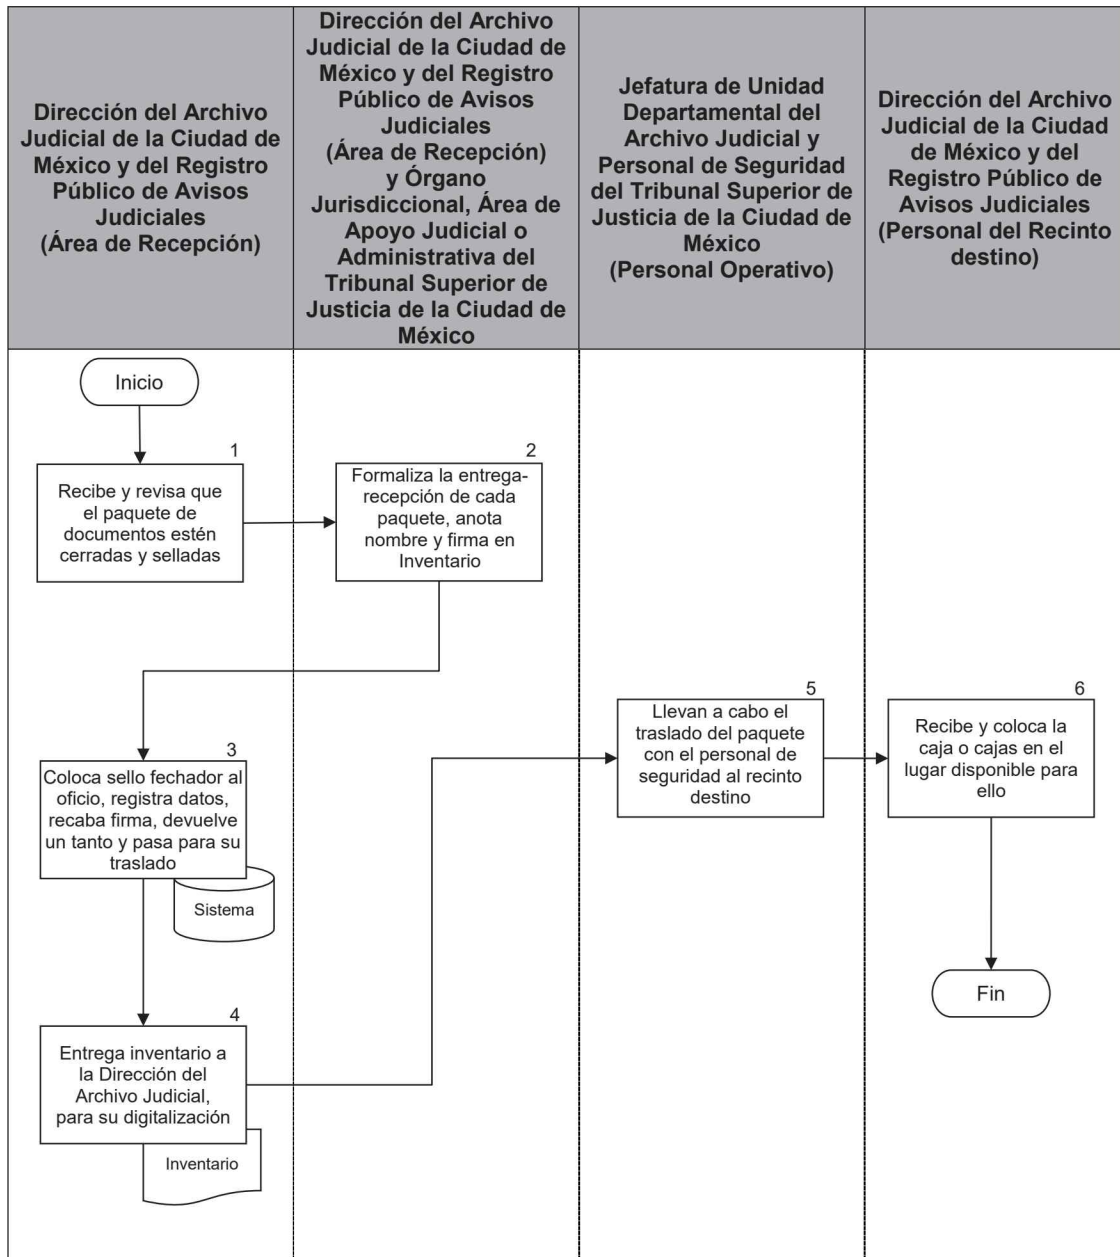 Dirección del Archivo
Judicial de la Ciudad de
México y del Registro
Público de Avisos
Judiciales
(Área de Recepción)
Dirección del Archivo
Judicial de la Ciudad de
México y del Registro
Público de Avisos
Judiciales
(Área de Recepción)
y Órgano
Jurisdiccional, Área de
Apoyo Judicial o
Administrativa del
Tribunal Superior de
Justicia de la Ciudad de
México
Jefatura de Unidad
Departamental del
Archivo Judicial y
Personal de Seguridad
del Tribunal Superior de
Justicia de la Ciudad de
México
(Personal Operativo)
Dirección del Archivo
Judicial de la Ciudad
de México y del
Registro Público de
Avisos Judiciales
(Personal del Recinto
destino)
Inicio
1
Recibe y revisa que
el paquete de
documentos estén
cerradas y selladas
2
Formaliza la entrega-
recepción de cada
paquete, anota
nombre y firma en
Inventario
3
Coloca sello fechador al
oficio, registra datos,
recaba firma, devuelve
un tanto y pasa para su
traslado
Sistema
4
Entrega inventario a
la Dirección del
Archivo Judicial,
para su digitalización
Inventario
5
Llevan a cabo el
traslado del paquete
con el personal de
seguridad al recinto
destino
6
Recibe y coloca la
caja o cajas en el
lugar disponible para
ello
Fin